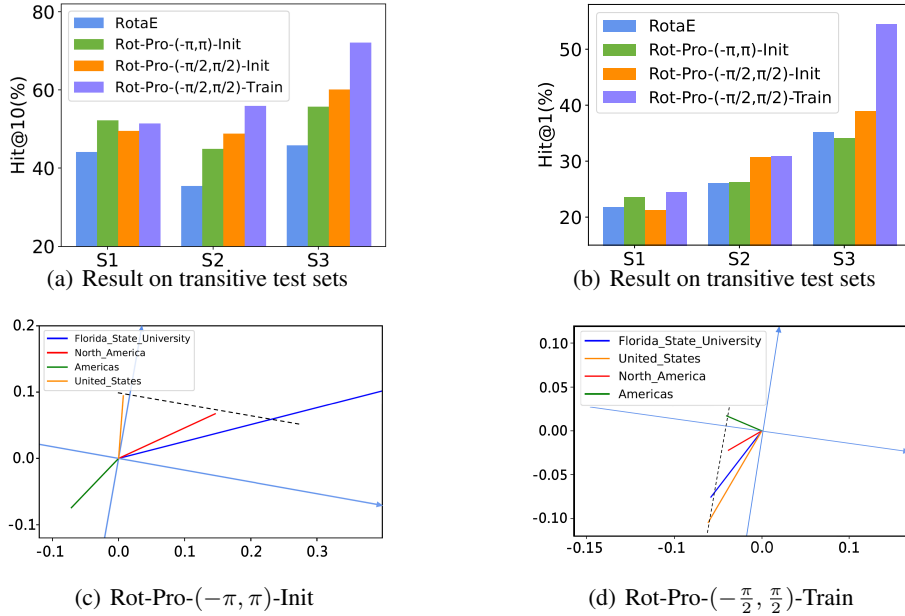 80
60
40
20
Hit@10(%)
RotaE
Rot-Pro-(-π,π)-Init
Rot-Pro-(-π/2,π/2)-Init
Rot-Pro-(-π/2,π/2)-Train
S1 S2 S3
(a) Result on transitive test sets
50
40
30
20
Hit@1(%)
RotaE
Rot-Pro-(-π,π)-Init
Rot-Pro-(-π/2,π/2)-Init
Rot-Pro-(-π/2,π/2)-Train
S1 S2 S3
(b) Result on transitive test sets
0.2
0.1
0.0
-0.1
Florida_State_University
North_America
Americas
United_States
-0.1 0.0 0.1 0.2 0.3
(c) Rot-Pro-(−π, π)-Init
0.10
0.05
0.00
-0.05
-0.10
Florida_State_University
United_States
North_America
Americas
-0.15 -0.1 0.0 0.1
(d) Rot-Pro-(−π/2, π/2)-Train